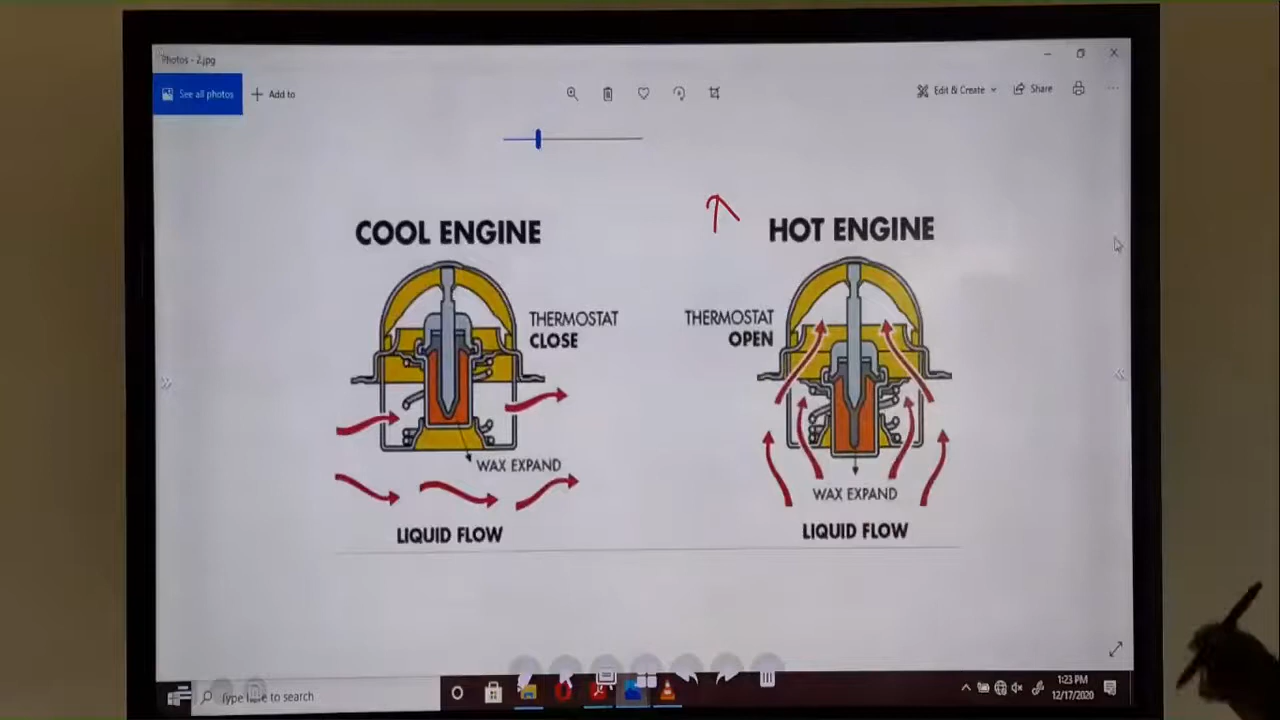 Photos - 2.jpg
See all photos
Add to
Edit & Create
Share
COOL ENGINE
HOT ENGINE
THERMOSTAT
CLOSE
THERMOSTAT
OPEN
WAX EXPAND
WAX EXPAND
LIQUID FLOW
LIQUID FLOW
Type here to search
1:23 PM
12/17/2020